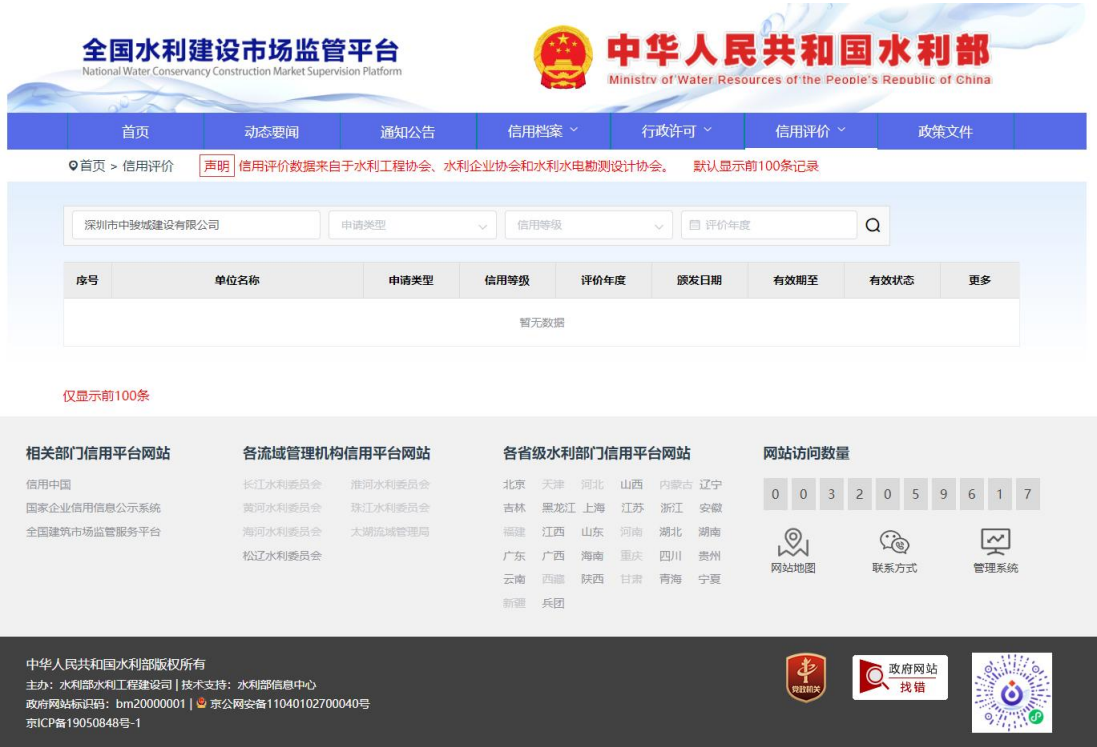 全国水利建设市场监管平台
National Water Conservancy Construction Market Supervision Platform
中华人民共和国水利部
Ministry of Water Resources of the People's Republic of China
首页 动态要闻 通知公告 信用档案 行政许可 信用评价 政策文件
首页 > 信用评价 声明 信用评价数据来自于水利工程协会、水利企业协会和水利水电勘测设计协会。 默认显示前100条记录
深圳市中骏城建设有限公司 申请类型 信用等级 评价年度
序号 单位名称 申请类型 信用等级 评价年度 颁发日期 有效期至 有效状态 更多
暂无数据
仅显示前100条
相关部门信用平台网站 各流域管理机构信用平台网站 各省级水利部门信用平台网站 网站访问数量
信用中国 长江水利委员会 淮河水利委员会 北京 天津 河北 山西 内蒙古 辽宁
国家企业信用信息公示系统 黄河水利委员会 珠江水利委员会 吉林 黑龙江 上海 江苏 浙江 安徽
0 0 3 2 0 5 9 6 1 7
全国建筑市场监管服务平台 海河水利委员会 太湖流域管理局 福建 江西 山东 河南 湖北 湖南
松辽水利委员会 广东 广西 海南 重庆 四川 贵州
网站地图 联系方式 管理系统
云南 西藏 陕西 甘肃 青海 宁夏
新疆 兵团
中华人民共和国水利部版权所有
主办：水利部水利工程建设司 | 技术支持：水利部信息中心
政府网站标识码：bm20000001 | 京公网安备11040102700040号
京ICP备19050848号-1
党政机关
政府网站
找错